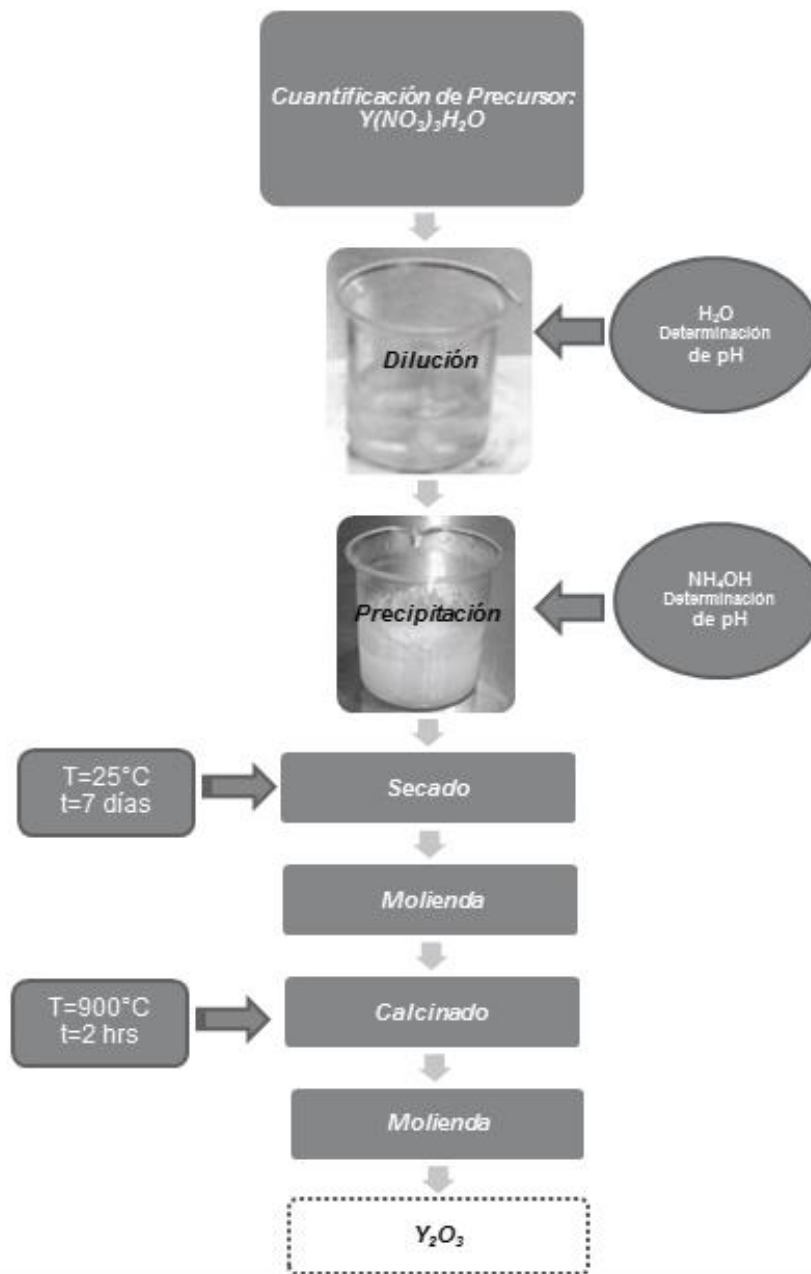 Cuantificación de Precursor:
Y(NO₃)₃H₂O
Dilución
H₂O
Determinación
de pH
Precipitación
NH₄OH
Determinación
de pH
T=25°C
t=7 días
Secado
Molienda
T=900°C
t=2 hrs
Calcinado
Molienda
Y₂O₃